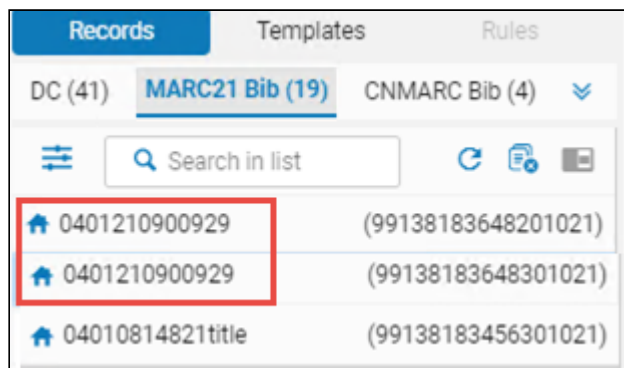 Records Templates Rules
DC (41) MARC21 Bib (19) CNMARC Bib (4)
Search in list
0401210900929 (99138183648201021)
0401210900929 (99138183648301021)
04010814821title (99138183456301021)